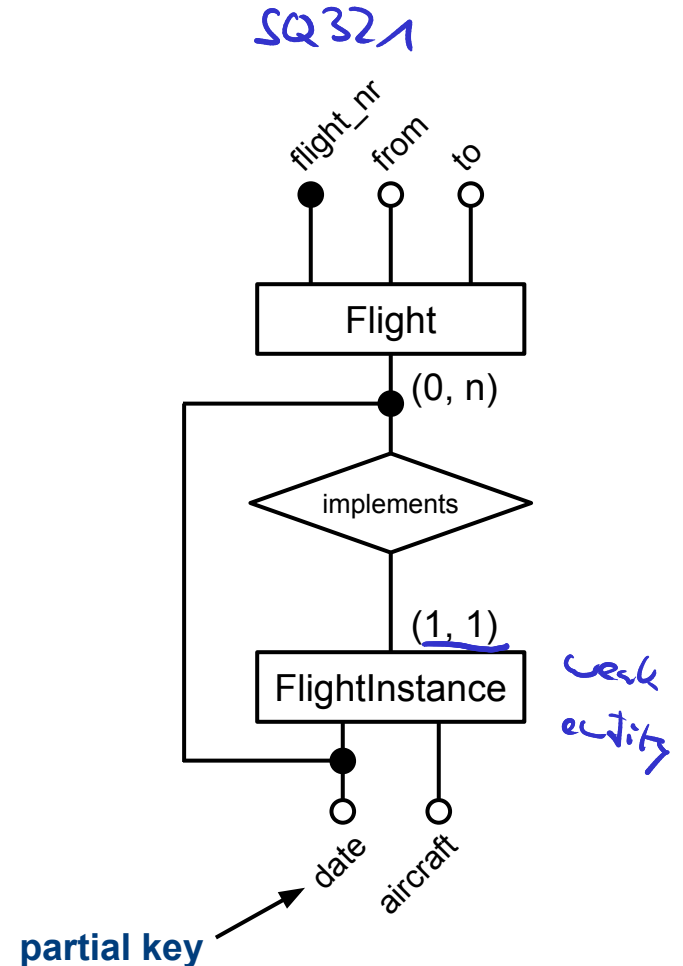 SQ321
flight_nr
from
to
Flight
(0, n)
implements
(1, 1)
FlightInstance
weak
entity
date
aircraft
partial key